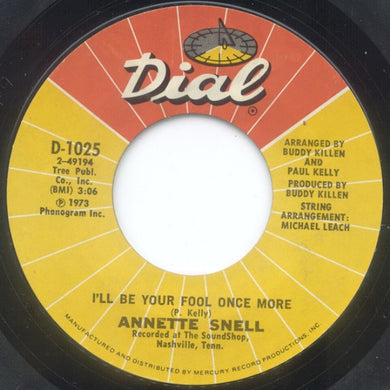 Dial
®
D-1025
2-49194
Tree Publ.
Co., Inc.
(BMI) 3:06
Ⓟ 1973
Phonogram Inc.
ARRANGED BY
BUDDY KILLEN
AND
PAUL KELLY
PRODUCED BY
BUDDY KILLEN
STRING
ARRANGEMENT:
MICHAEL LEACH
I'LL BE YOUR FOOL ONCE MORE
(P. Kelly)
ANNETTE SNELL
Recorded at The SoundShop,
Nashville, Tenn.
MANUFACTURED AND DISTRIBUTED BY MERCURY RECORD PRODUCTIONS, INC.